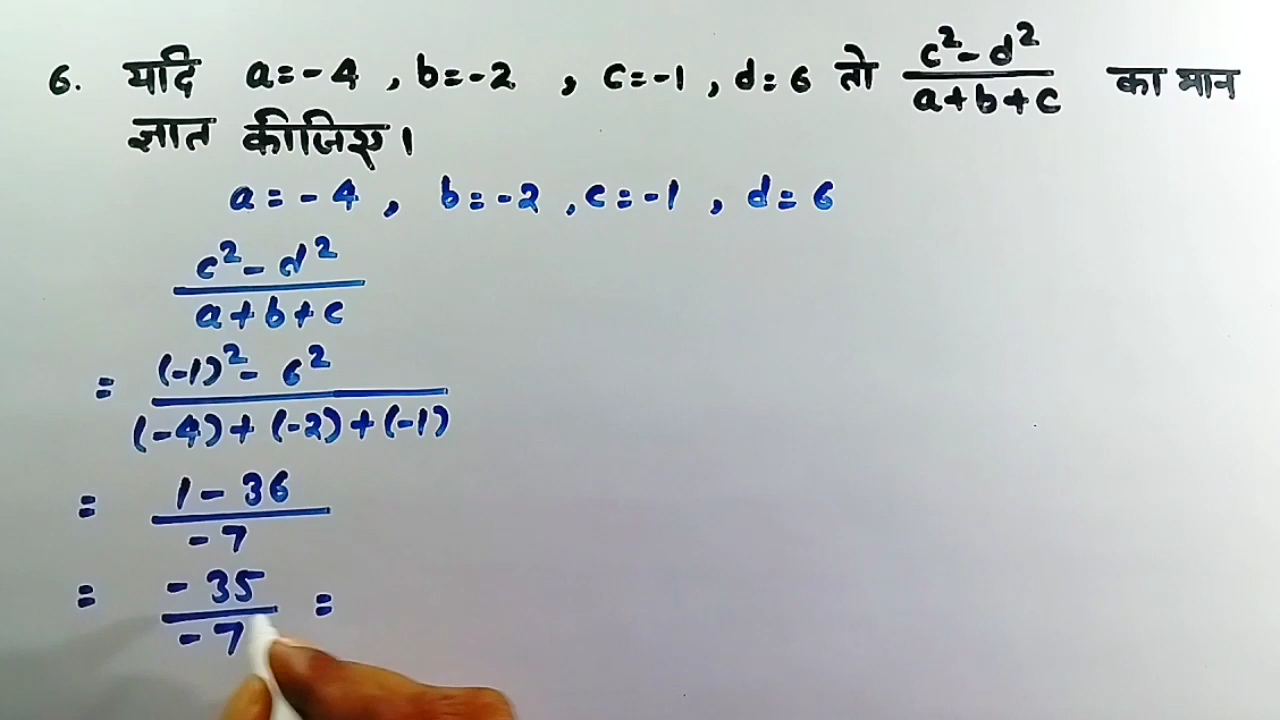 6. यदि a=-4 , b=-2 , c=-1 , d=6 तो (c²-d²)/(a+b+c) का मान
ज्ञात कीजिए।
a=-4 , b=-2 , c=-1 , d=6
c²-d²
a+b+c
= (-1)²-6²
(-4)+(-2)+(-1)
= 1-36
-7
= -35 =
-7